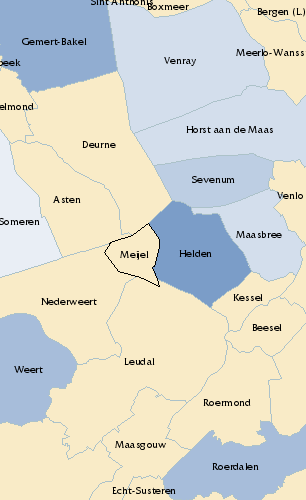 Sint Anthonis
Boxmeer
Bergen (L.)
Gemert-Bakel
Meerlo-Wanss
Venray
elmond
Horst aan de Maas
Deurne
Sevenum
Venlo
Asten
Someren
Maasbree
Meijel
Helden
Nederweert
Kessel
Beesel
Leudal
Weert
Roermond
Maasgouw
Roerdalen
Echt-Susteren